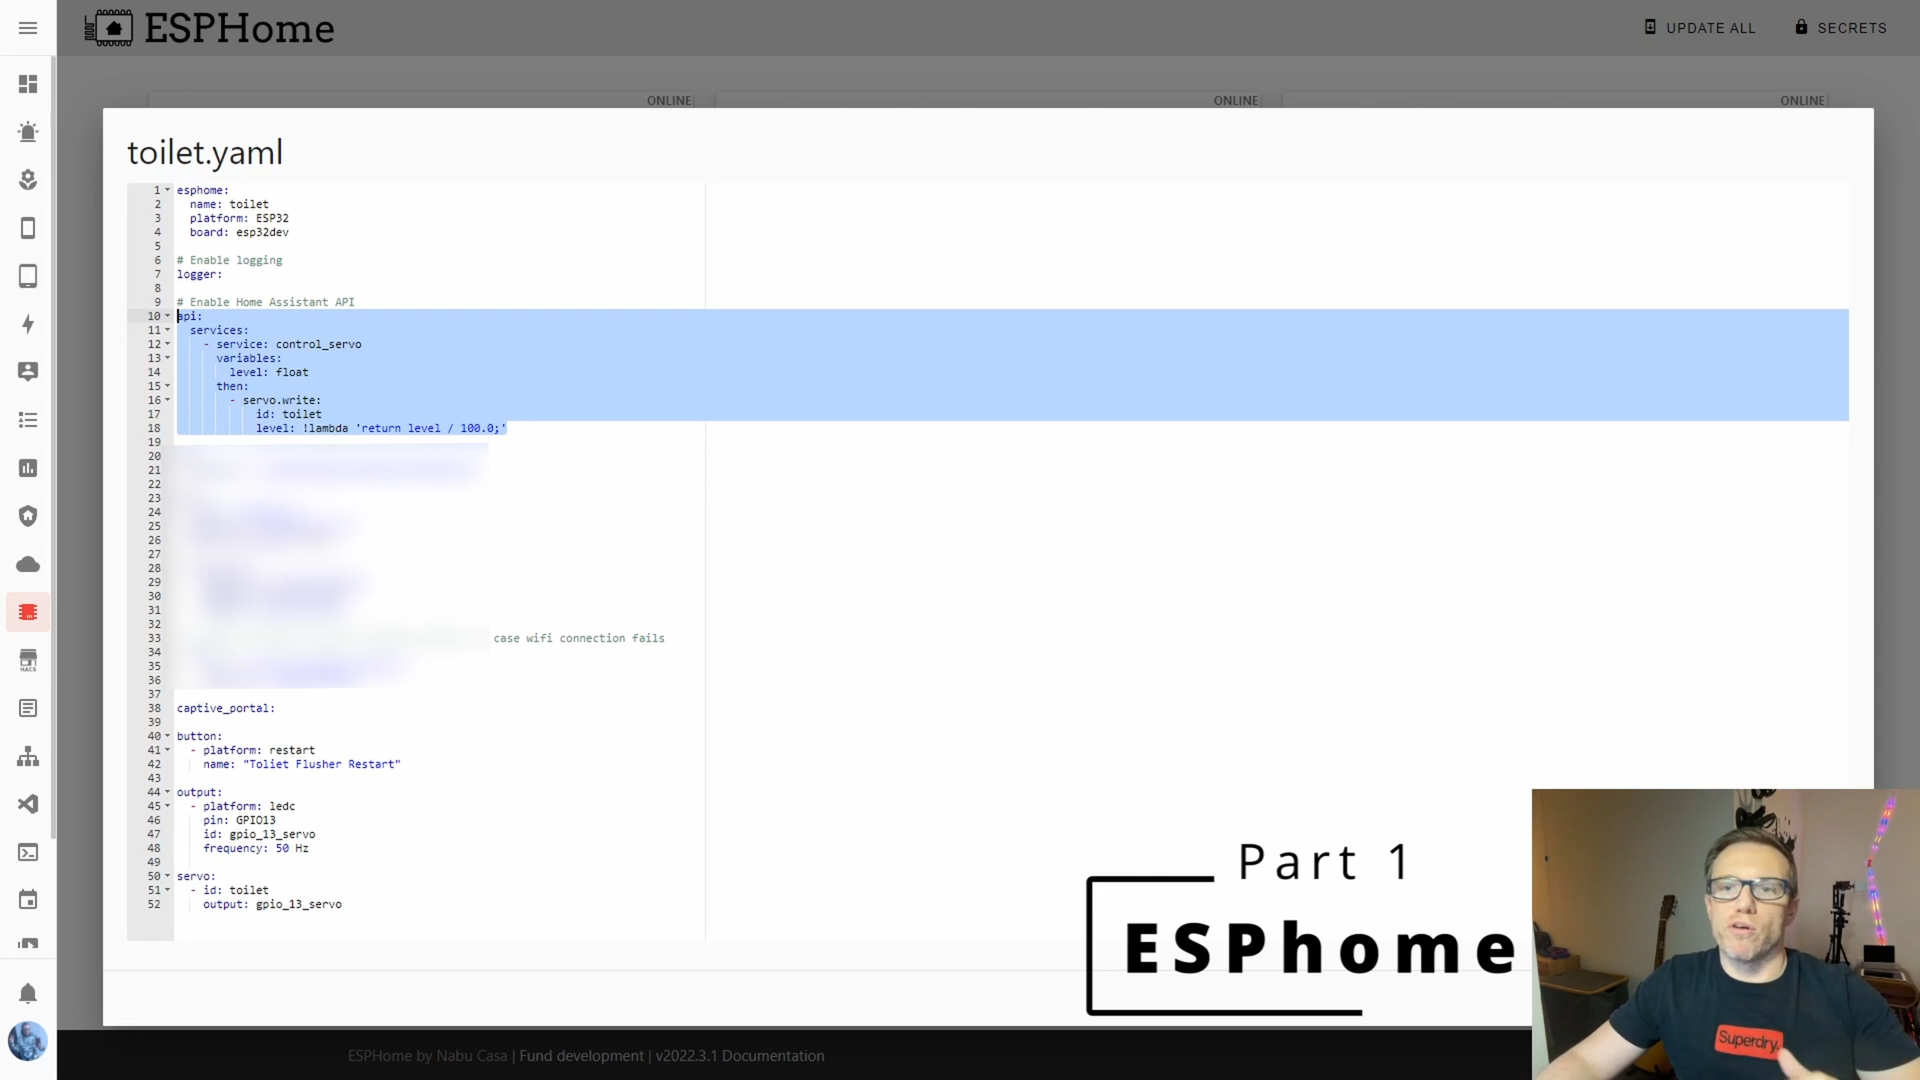 ESPHome
UPDATE ALL
SECRETS
ONLINE
ONLINE
ONLINE
toilet.yaml
1 esphome:
2 name: toilet
3 platform: ESP32
4 board: esp32dev
5
6 # Enable logging
7 logger:
8
9 # Enable Home Assistant API
10 api:
11 services:
12 - service: control_servo
13 variables:
14 level: float
15 then:
16 - servo.write:
17 id: toilet
18 level: !lambda 'return level / 100.0;'
19
20
21
22
23
24
25
26
27
28
29
30
31
32
33 case wifi connection fails
34
35
36
37
38 captive_portal:
39
40 button:
41 - platform: restart
42 name: "Toliet Flusher Restart"
43
44 output:
45 - platform: ledc
46 pin: GPIO13
47 id: gpio_13_servo
48 frequency: 50 Hz
49
50 servo:
51 - id: toilet
52 output: gpio_13_servo
HACS
Part 1
ESPhome
Superdry.
ESPHome by Nabu Casa | Fund development | v2022.3.1 Documentation